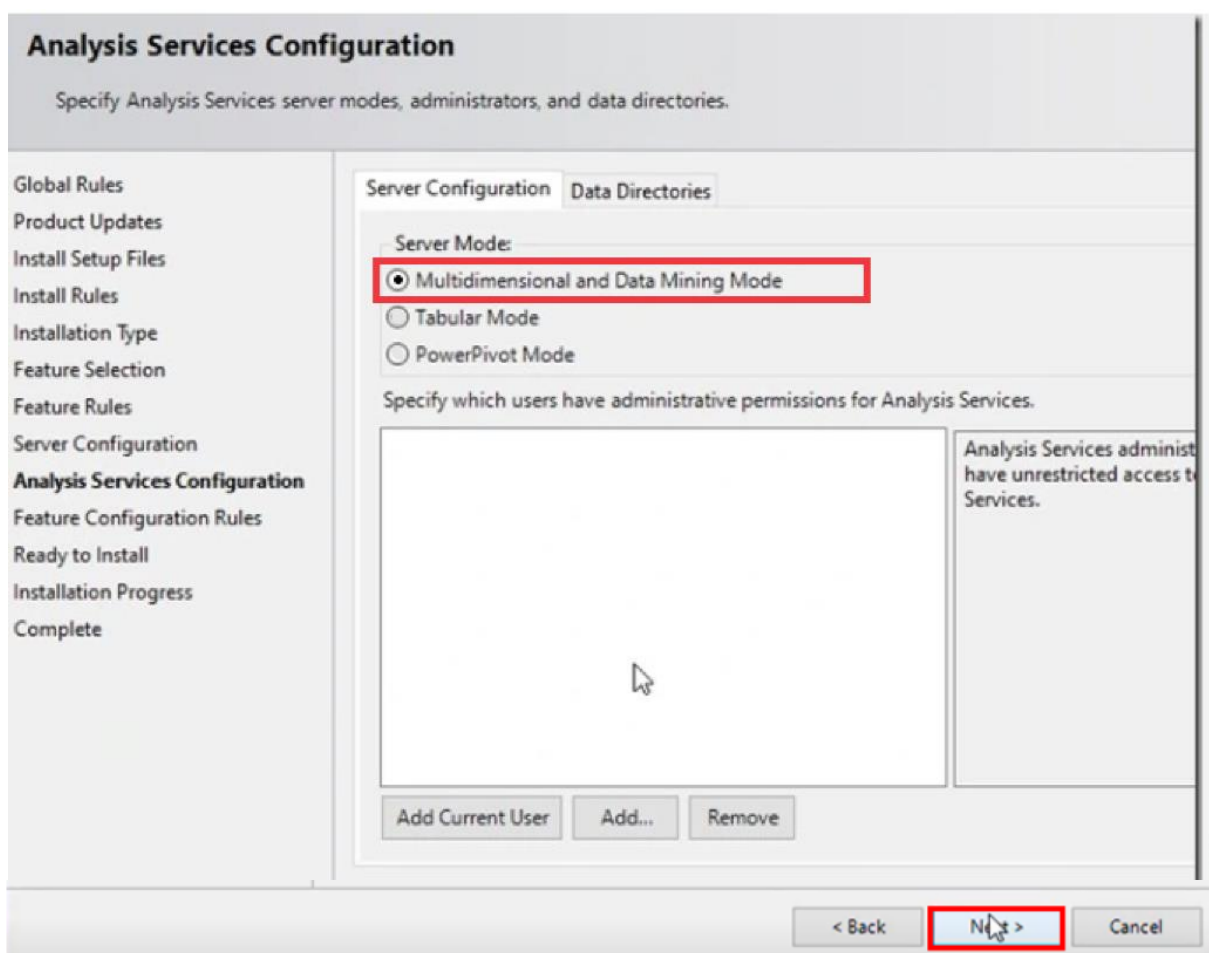 Analysis Services Configuration
Specify Analysis Services server modes, administrators, and data directories.
Global Rules
Product Updates
Install Setup Files
Install Rules
Installation Type
Feature Selection
Feature Rules
Server Configuration
Analysis Services Configuration
Feature Configuration Rules
Ready to Install
Installation Progress
Complete
Server Configuration
Data Directories
Server Mode:
Multidimensional and Data Mining Mode
Tabular Mode
PowerPivot Mode
Specify which users have administrative permissions for Analysis Services.
Analysis Services administ
have unrestricted access t
Services.
Add Current User
Add...
Remove
< Back
Next >
Cancel